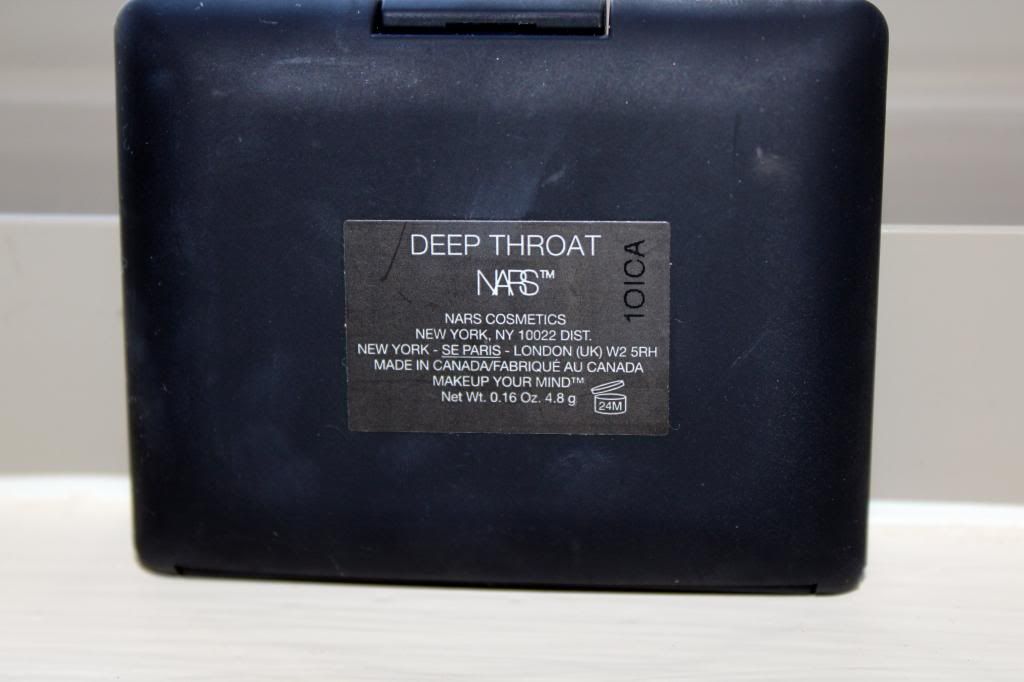 DEEP THROAT
NARS™
NARS COSMETICS
NEW YORK, NY 10022 DIST.
NEW YORK - SE PARIS - LONDON (UK) W2 5RH
MADE IN CANADA/FABRIQUÉ AU CANADA
MAKEUP YOUR MIND™
Net Wt. 0.16 Oz. 4.8 g
24M
1OICA